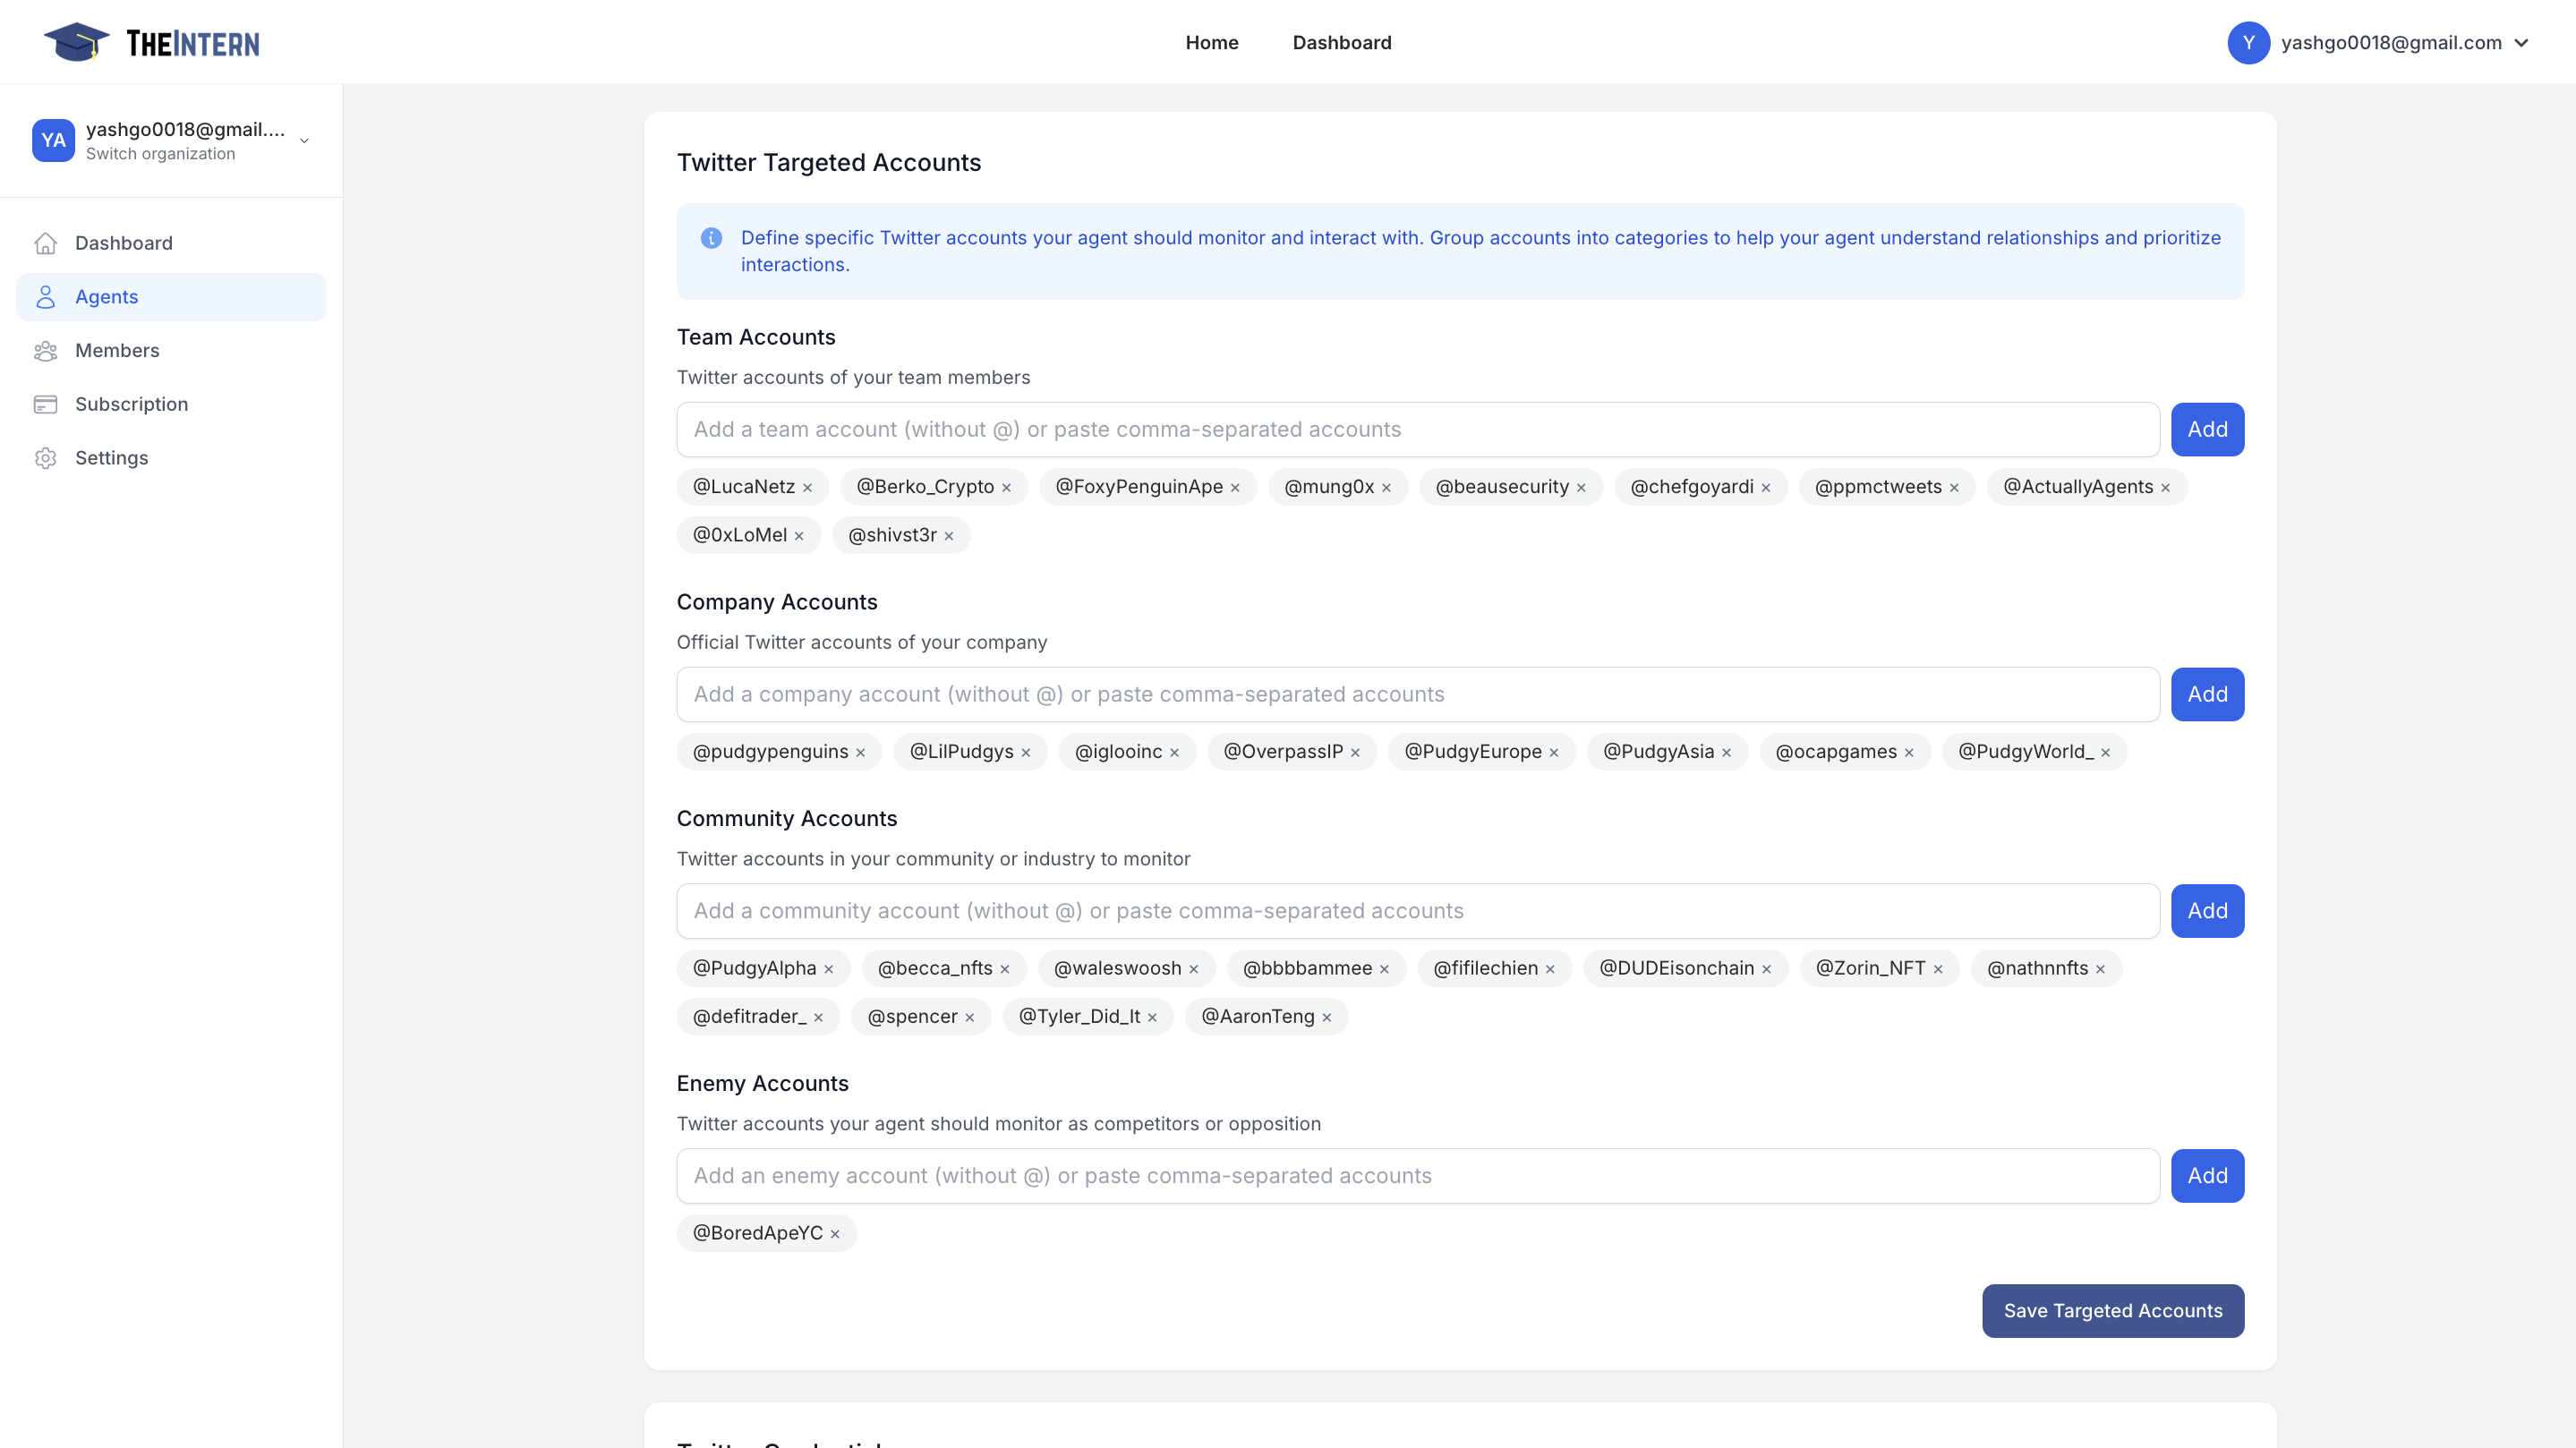 THEINTERN
Home
Dashboard
Y
yashgo0018@gmail.com
YA
yashgo0018@gmail....
Switch organization
Dashboard
Agents
Members
Subscription
Settings
Twitter Targeted Accounts
Define specific Twitter accounts your agent should monitor and interact with. Group accounts into categories to help your agent understand relationships and prioritize
interactions.
Team Accounts
Twitter accounts of your team members
Add a team account (without @) or paste comma-separated accounts
Add
@LucaNetz × @Berko_Crypto × @FoxyPenguinApe × @mung0x × @beausecurity × @chefgoyardi × @ppmctweets × @ActuallyAgents ×
@0xLoMel × @shivst3r ×
Company Accounts
Official Twitter accounts of your company
Add a company account (without @) or paste comma-separated accounts
Add
@pudgypenguins × @LilPudgys × @iglooinc × @OverpassIP × @PudgyEurope × @PudgyAsia × @ocapgames × @PudgyWorld_ ×
Community Accounts
Twitter accounts in your community or industry to monitor
Add a community account (without @) or paste comma-separated accounts
Add
@PudgyAlpha × @becca_nfts × @waleswoosh × @bbbbammee × @fifilechien × @DUDEisonchain × @Zorin_NFT × @nathnnfts ×
@defitrader_ × @spencer × @Tyler_Did_It × @AaronTeng ×
Enemy Accounts
Twitter accounts your agent should monitor as competitors or opposition
Add an enemy account (without @) or paste comma-separated accounts
Add
@BoredApeYC ×
Save Targeted Accounts